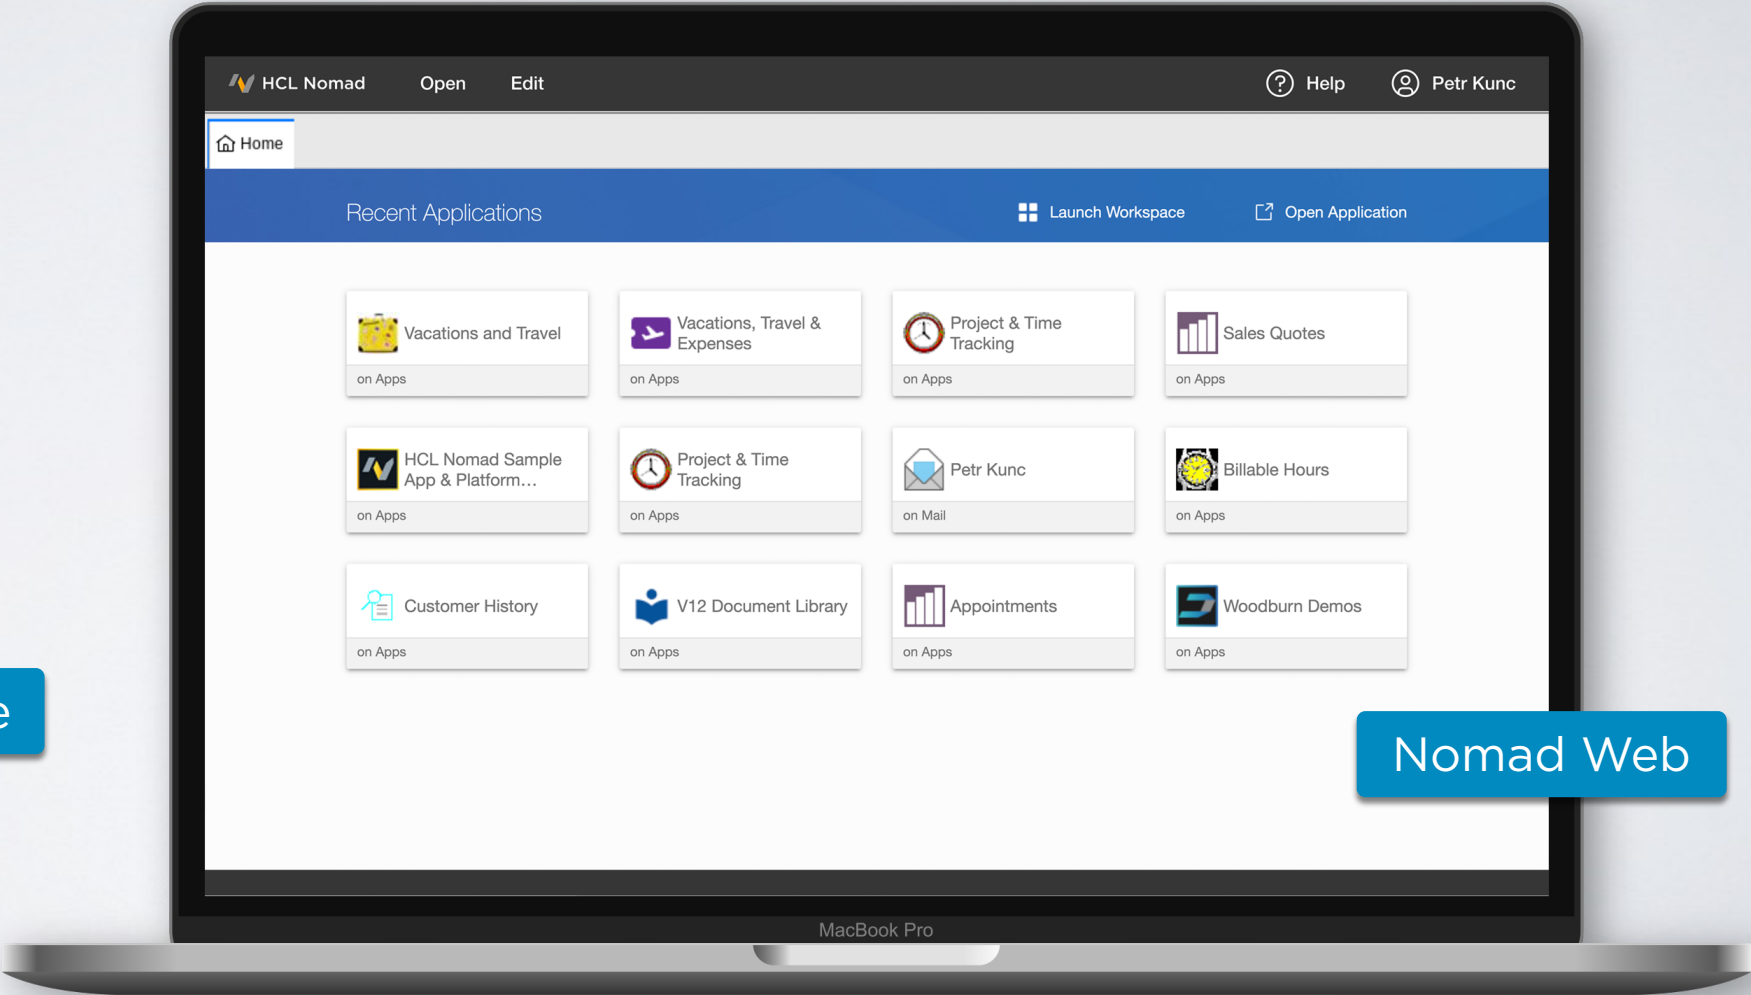 HCL Nomad Open Edit Help Petr Kunc
Home
Recent Applications Launch Workspace Open Application
Vacations and Travel
on Apps
Vacations, Travel &
Expenses
on Apps
Project & Time
Tracking
on Apps
Sales Quotes
on Apps
HCL Nomad Sample
App & Platform...
on Apps
Project & Time
Tracking
on Apps
Petr Kunc
on Mail
Billable Hours
on Apps
Customer History
on Apps
V12 Document Library
on Apps
Appointments
on Apps
Woodburn Demos
on Apps
Nomad Web
MacBook Pro